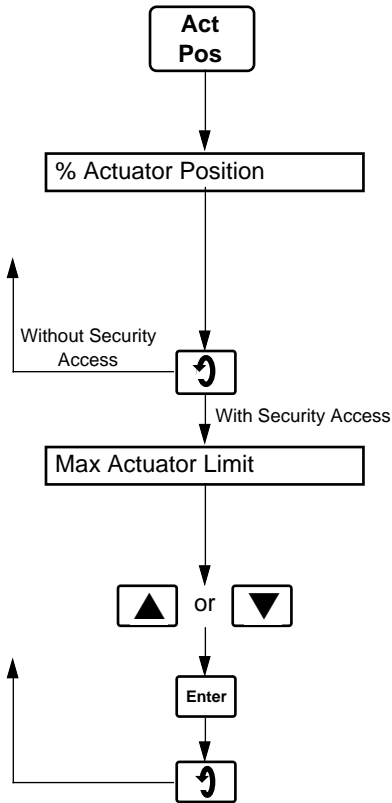 Act
Pos
% Actuator Position
Without Security
Access
With Security Access
Max Actuator Limit
or
Enter